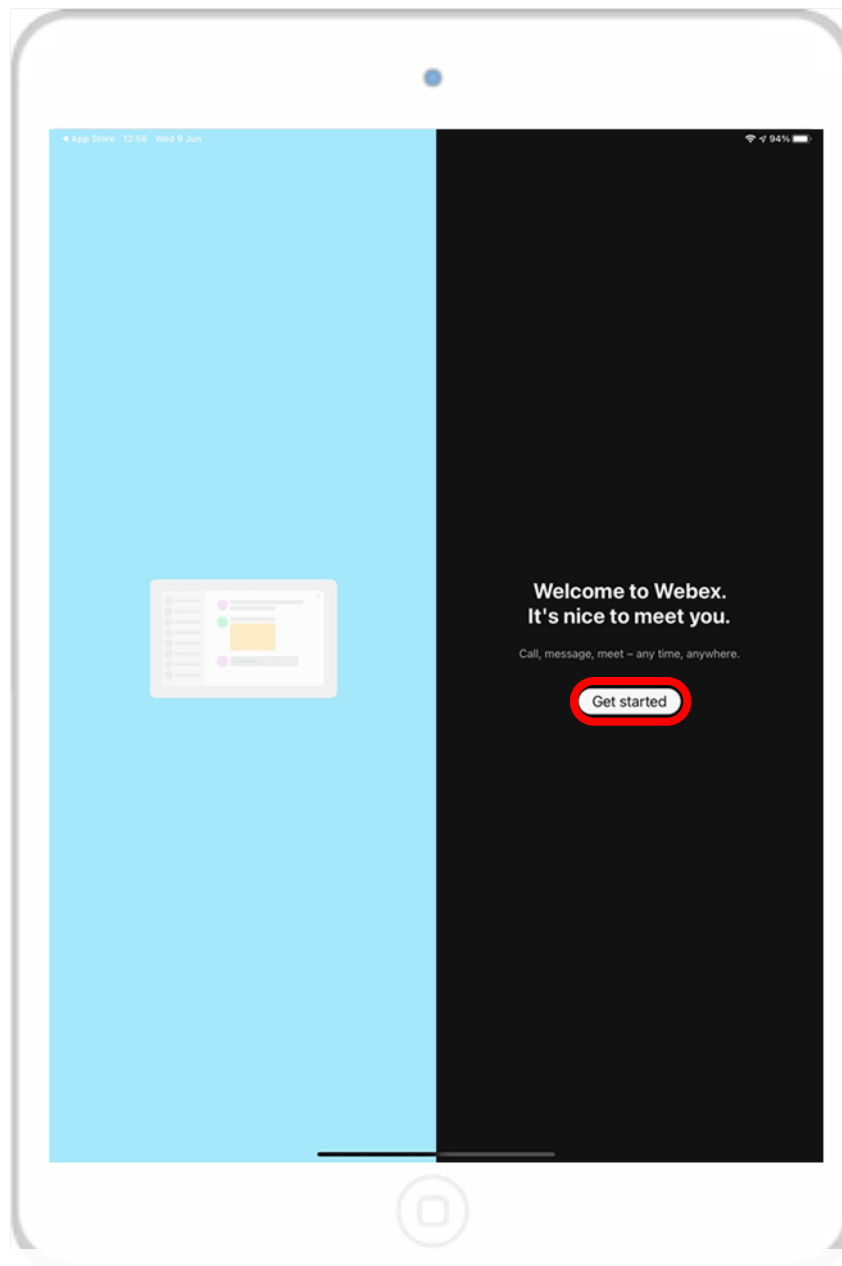 ◄ App Store 12:56 Wed 9 Jun
94%
Welcome to Webex.
It's nice to meet you.
Call, message, meet – any time, anywhere.
Get started